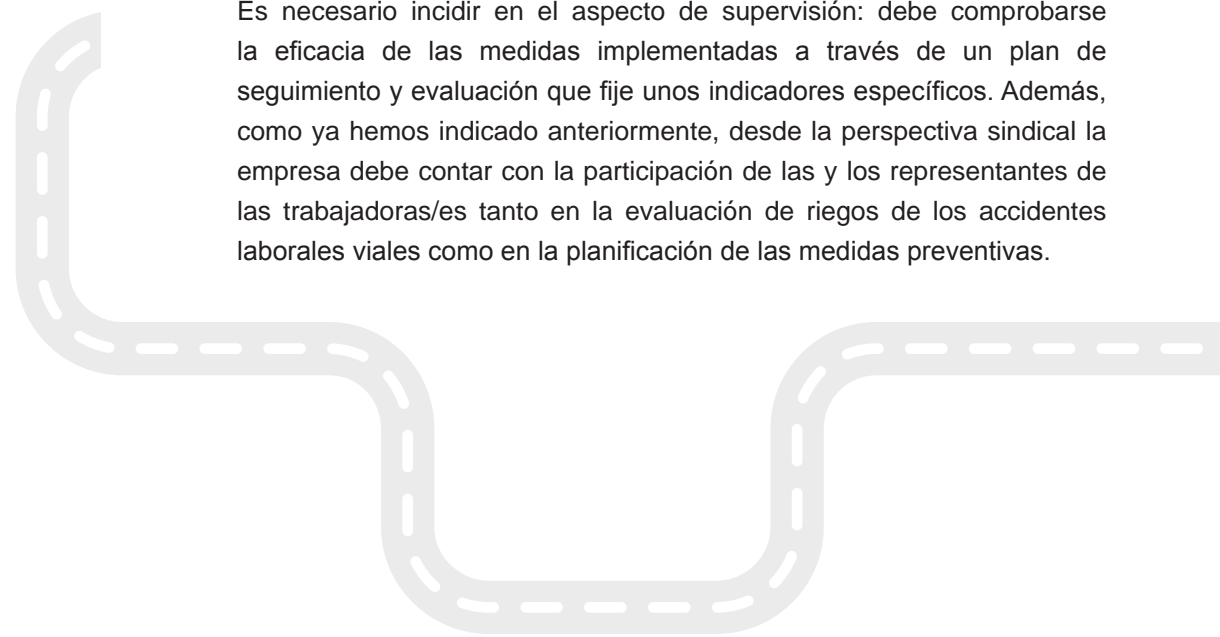 Es necesario incidir en el aspecto de supervisión: debe comprobarse
la eficacia de las medidas implementadas a través de un plan de
seguimiento y evaluación que fije unos indicadores específicos. Además,
como ya hemos indicado anteriormente, desde la perspectiva sindical la
empresa debe contar con la participación de las y los representantes de
las trabajadoras/es tanto en la evaluación de riegos de los accidentes
laborales viales como en la planificación de las medidas preventivas.